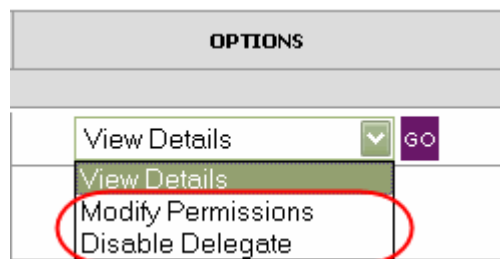 OPTIONS
View Details GO
View Details
Modify Permissions
Disable Delegate